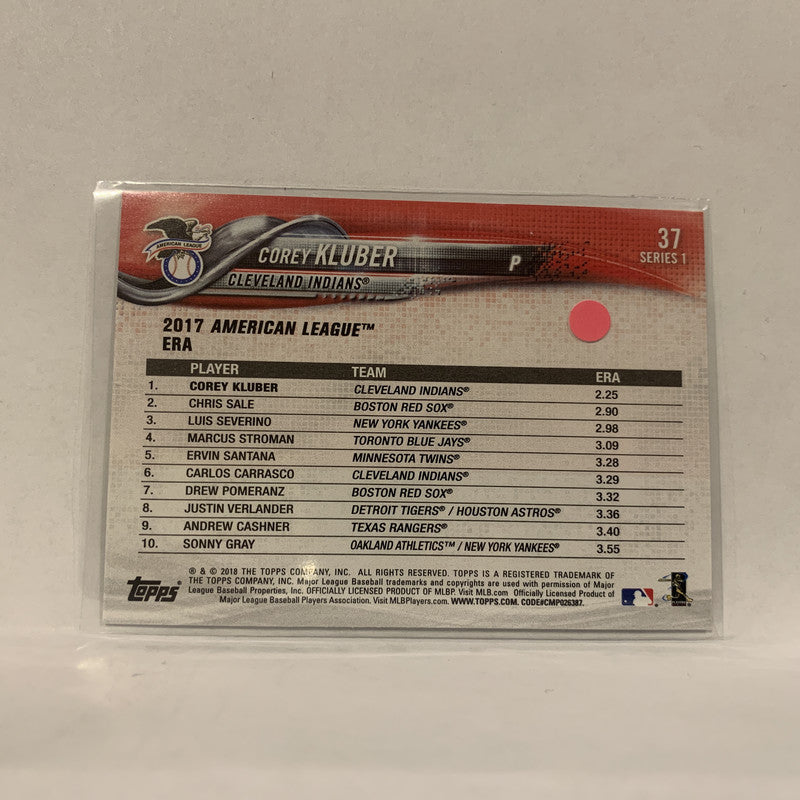 AMERICAN LEAGUE
COREY KLUBER
P
37
SERIES 1
CLEVELAND INDIANS®
2017 AMERICAN LEAGUE™
ERA
PLAYER TEAM ERA
1. COREY KLUBER CLEVELAND INDIANS® 2.25
2. CHRIS SALE BOSTON RED SOX® 2.90
3. LUIS SEVERINO NEW YORK YANKEES® 2.98
4. MARCUS STROMAN TORONTO BLUE JAYS® 3.09
5. ERVIN SANTANA MINNESOTA TWINS® 3.28
6. CARLOS CARRASCO CLEVELAND INDIANS® 3.29
7. DREW POMERANZ BOSTON RED SOX® 3.32
8. JUSTIN VERLANDER DETROIT TIGERS® / HOUSTON ASTROS® 3.36
9. ANDREW CASHNER TEXAS RANGERS® 3.40
10. SONNY GRAY OAKLAND ATHLETICS™ / NEW YORK YANKEES® 3.55
Topps
® & © 2018 THE TOPPS COMPANY, INC. ALL RIGHTS RESERVED. TOPPS IS A REGISTERED TRADEMARK OF
THE TOPPS COMPANY, INC. Major League Baseball trademarks and copyrights are used with permission of Major
League Baseball Properties, Inc. OFFICIALLY LICENSED PRODUCT OF MLBP. Visit MLB.com Officially Licensed Product of
Major League Baseball Players Association. Visit MLBPlayers.com. WWW.TOPPS.COM. CODE#CMP026387.